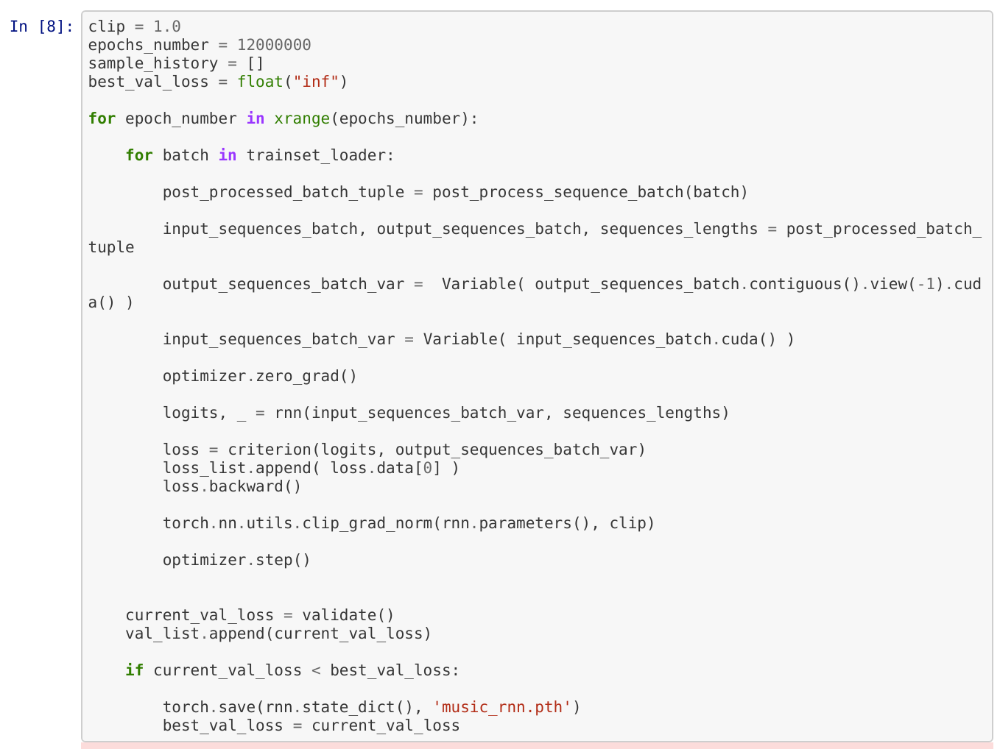 In [8]:
clip = 1.0
epochs_number = 12000000
sample_history = []
best_val_loss = float("inf")

for epoch_number in xrange(epochs_number):

    for batch in trainset_loader:

        post_processed_batch_tuple = post_process_sequence_batch(batch)

        input_sequences_batch, output_sequences_batch, sequences_lengths = post_processed_batch_
tuple

        output_sequences_batch_var =  Variable( output_sequences_batch.contiguous().view(-1).cud
a() )

        input_sequences_batch_var = Variable( input_sequences_batch.cuda() )

        optimizer.zero_grad()

        logits, _ = rnn(input_sequences_batch_var, sequences_lengths)

        loss = criterion(logits, output_sequences_batch_var)
        loss_list.append( loss.data[0] )
        loss.backward()

        torch.nn.utils.clip_grad_norm(rnn.parameters(), clip)

        optimizer.step()


    current_val_loss = validate()
    val_list.append(current_val_loss)

    if current_val_loss < best_val_loss:

        torch.save(rnn.state_dict(), 'music_rnn.pth')
        best_val_loss = current_val_loss